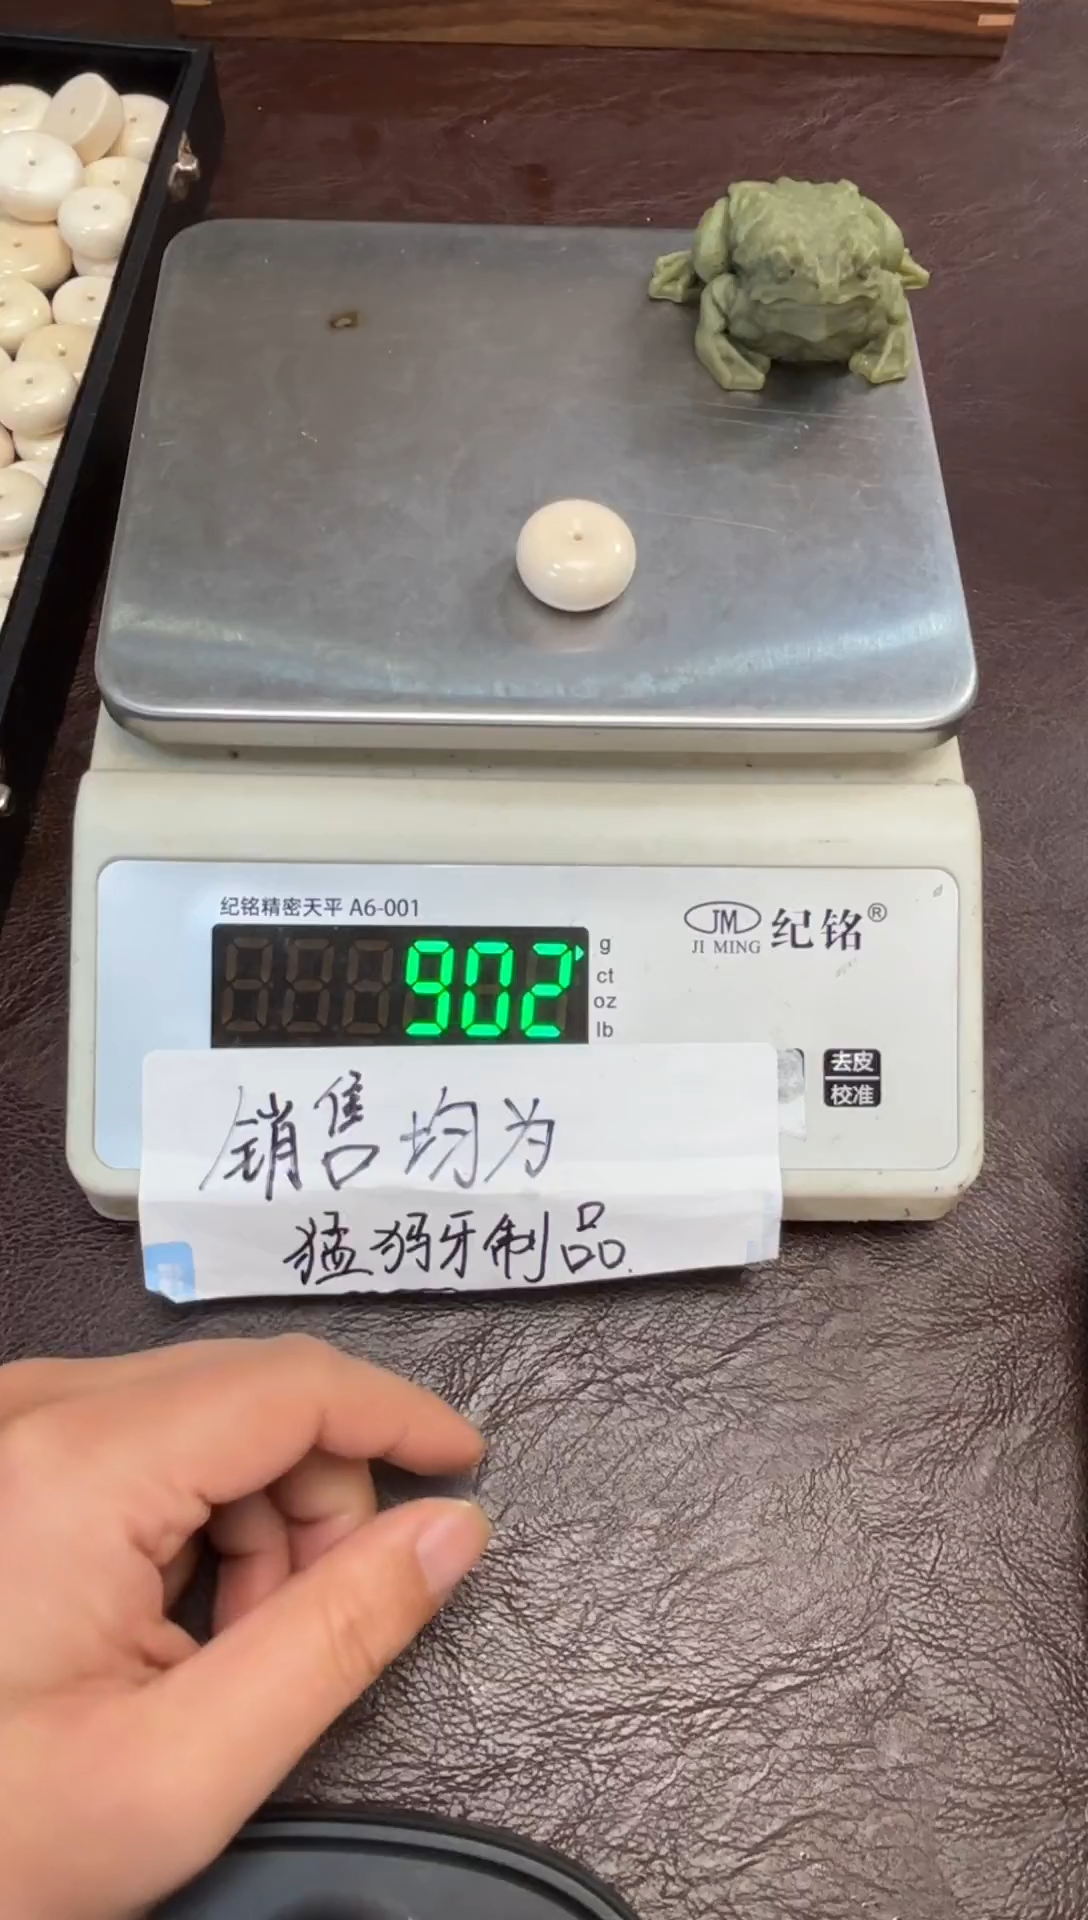 纪铭精密天平 A6-001
902
g
ct
oz
lb
JM
JI MING
纪铭®
去皮
校准
销售均为
猛犸牙制品.